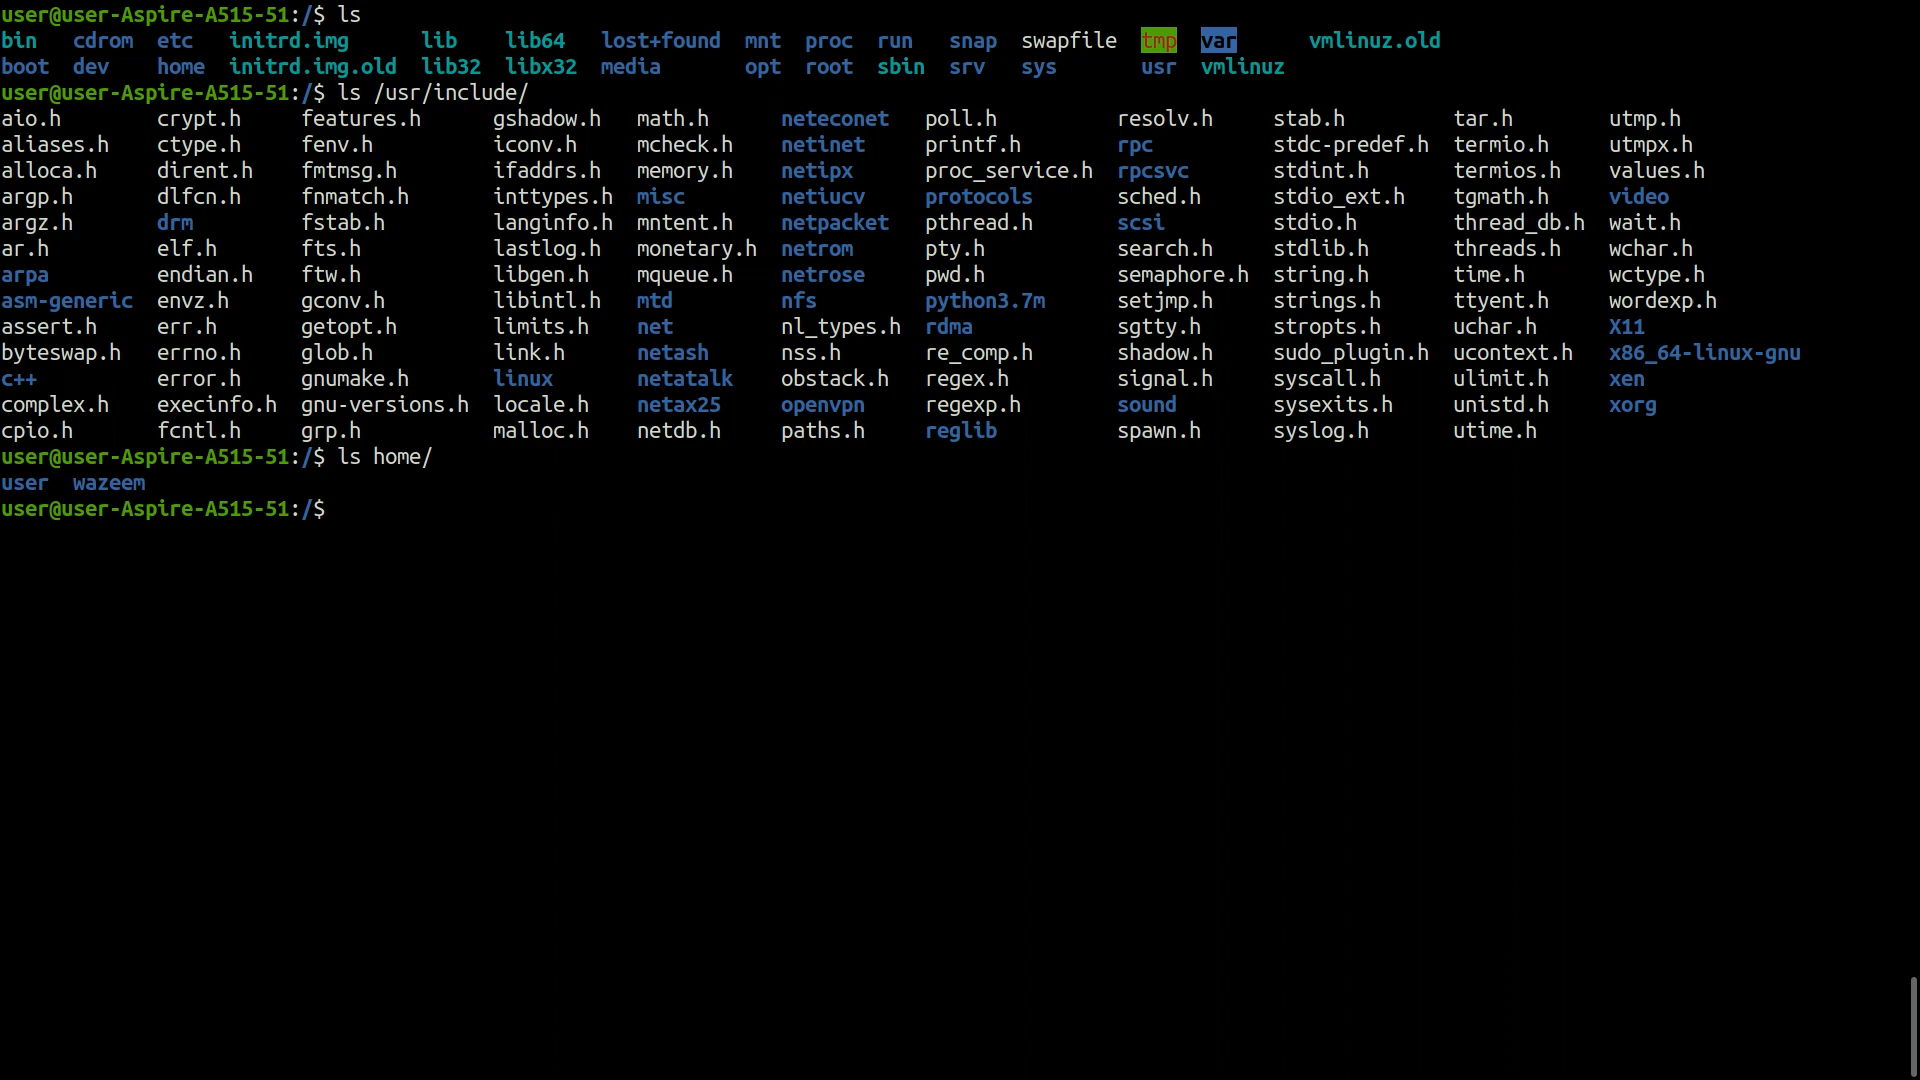 user@user-Aspire-A515-51:/$ ls
bin   cdrom  etc   initrd.img      lib    lib64   lost+found  mnt  proc  run   snap  swapfile  tmp  var      vmlinuz.old
boot  dev    home  initrd.img.old  lib32  libx32  media       opt  root  sbin  srv   sys       usr  vmlinuz
user@user-Aspire-A515-51:/$ ls /usr/include/
aio.h        crypt.h     features.h      gshadow.h   math.h      neteconet   poll.h          resolv.h     stab.h        tar.h        utmp.h
aliases.h    ctype.h     fenv.h          iconv.h     mcheck.h    netinet     printf.h        rpc          stdc-predef.h  termio.h     utmpx.h
alloca.h     dirent.h    fmtmsg.h        ifaddrs.h   memory.h    netipx      proc_service.h  rpcsvc       stdint.h      termios.h    values.h
argp.h       dlfcn.h     fnmatch.h       inttypes.h  misc        netiucv     protocols       sched.h      stdio_ext.h   tgmath.h     video
argz.h       drm         fstab.h         langinfo.h  mntent.h    netpacket   pthread.h       scsi         stdio.h       thread_db.h  wait.h
ar.h         elf.h       fts.h           lastlog.h   monetary.h  netrom      pty.h           search.h     stdlib.h      threads.h    wchar.h
arpa         endian.h    ftw.h           libgen.h    mqueue.h    netrose     pwd.h           semaphore.h  string.h      time.h       wctype.h
asm-generic  envz.h      gconv.h         libintl.h   mtd         nfs         python3.7m      setjmp.h     strings.h     ttyent.h     wordexp.h
assert.h     err.h       getopt.h        limits.h    net         nl_types.h  rdma            sgtty.h      stropts.h     uchar.h      X11
byteswap.h   errno.h     glob.h          link.h      netash      nss.h       re_comp.h       shadow.h     sudo_plugin.h  ucontext.h   x86_64-linux-gnu
c++          error.h     gnumake.h       linux       netatalk    obstack.h   regex.h         signal.h     syscall.h     ulimit.h     xen
complex.h    execinfo.h  gnu-versions.h  locale.h    netax25     openvpn     regexp.h        sound        sysexits.h    unistd.h     xorg
cpio.h       fcntl.h     grp.h           malloc.h    netdb.h     paths.h     reglib          spawn.h      syslog.h      utime.h
user@user-Aspire-A515-51:/$ ls home/
user  wazeem
user@user-Aspire-A515-51:/$